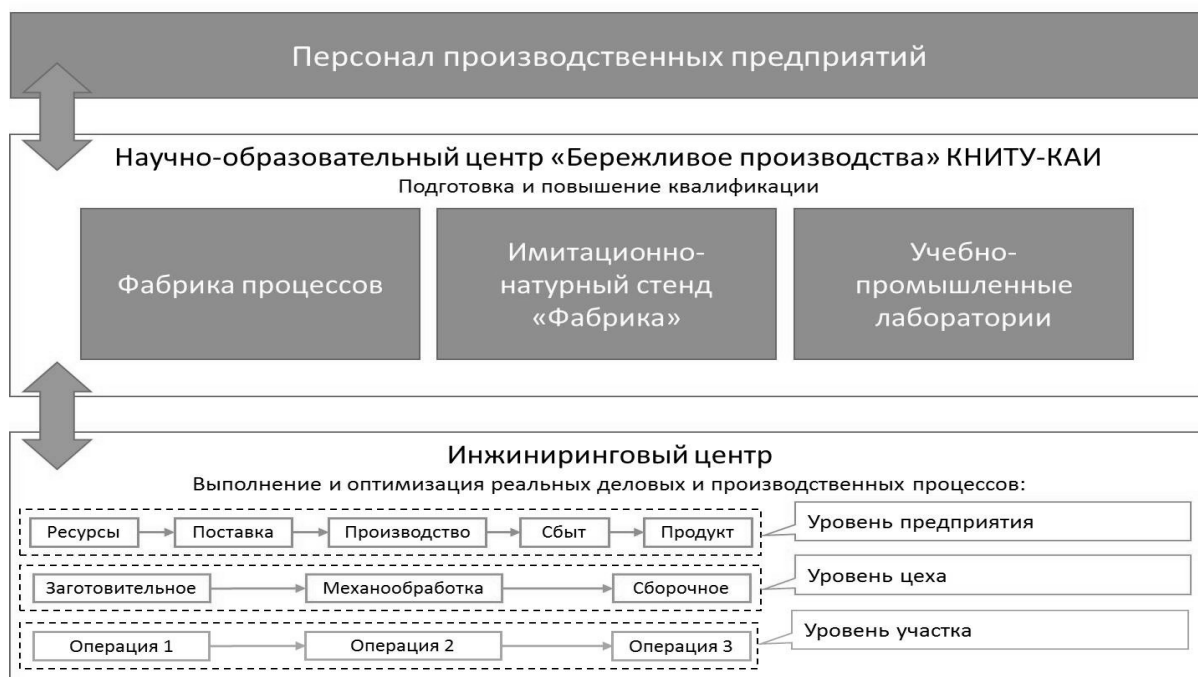 Персонал производственных предприятий
Научно-образовательный центр «Бережливое производства» КНИТУ-КАИ
Подготовка и повышение квалификации
Фабрика процессов
Имитационно-
натурный стенд
«Фабрика»
Учебно-
промышленные
лаборатории
Инжиниринговый центр
Выполнение и оптимизация реальных деловых и производственных процессов:
Ресурсы
Поставка
Производство
Сбыт
Продукт
Уровень предприятия
Заготовительное
Механообработка
Сборочное
Уровень цеха
Операция 1
Операция 2
Операция 3
Уровень участка